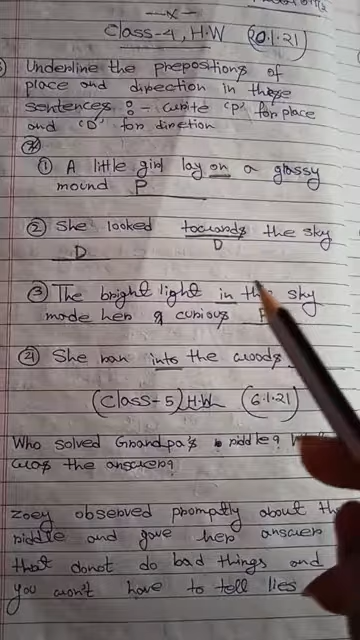 Class-4, H.W (20.1.21)
Underline the prepositions of
place and direction in these
sentences :- write 'P' for place
and 'D' for diretion
① A little girl lay on a glassy
mound P
② She looked towards the sky
D D
③ The bright light in the sky
made her curious P
④ She ran into the woods
(Class-5) H.W (6.1.21)
Who solved Grandpa's riddle?
was the answer?
Zoey observed promptly about the
riddle and gave her answer
that donot do bad things and
you won't have to tell lies